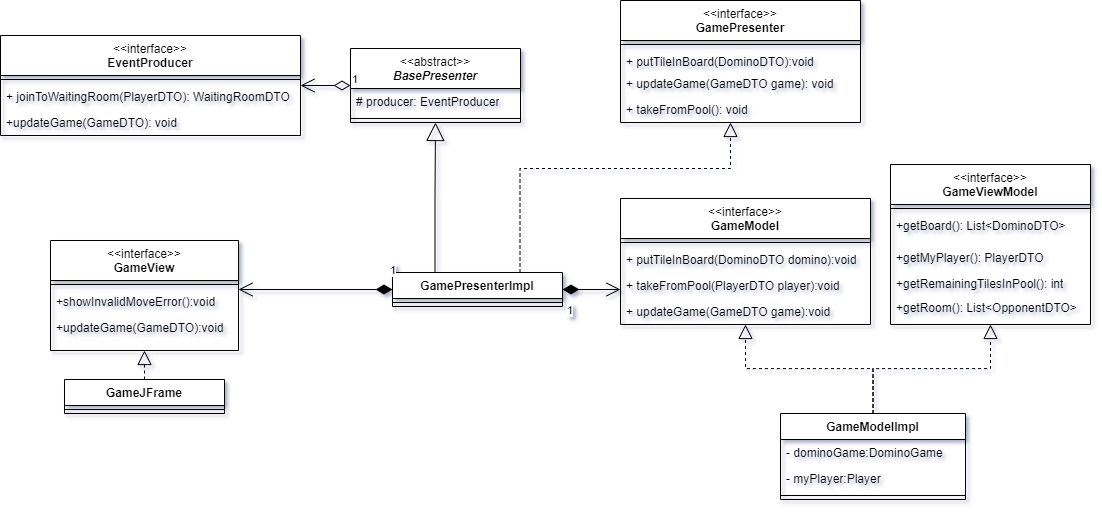 <<interface>>
GamePresenter
+ putTileInBoard(DominoDTO):void
+ updateGame(GameDTO game): void
+ takeFromPool(): void
<<interface>>
EventProducer
+ joinToWaitingRoom(PlayerDTO): WaitingRoomDTO
+updateGame(GameDTO): void
<<abstract>>
BasePresenter
# producer: EventProducer
1
<<interface>>
GameViewModel
+getBoard(): List<DominoDTO>
+getMyPlayer(): PlayerDTO
+getRemainingTilesInPool(): int
+getRoom(): List<OpponentDTO>
<<interface>>
GameModel
+ putTileInBoard(DominoDTO domino):void
+ takeFromPool(PlayerDTO player):void
+ updateGame(GameDTO game):void
<<interface>>
GameView
+showInvalidMoveError():void
+updateGame(GameDTO):void
1
GamePresenterImpl
1
GameJFrame
GameModelImpl
- dominoGame:DominoGame
- myPlayer:Player